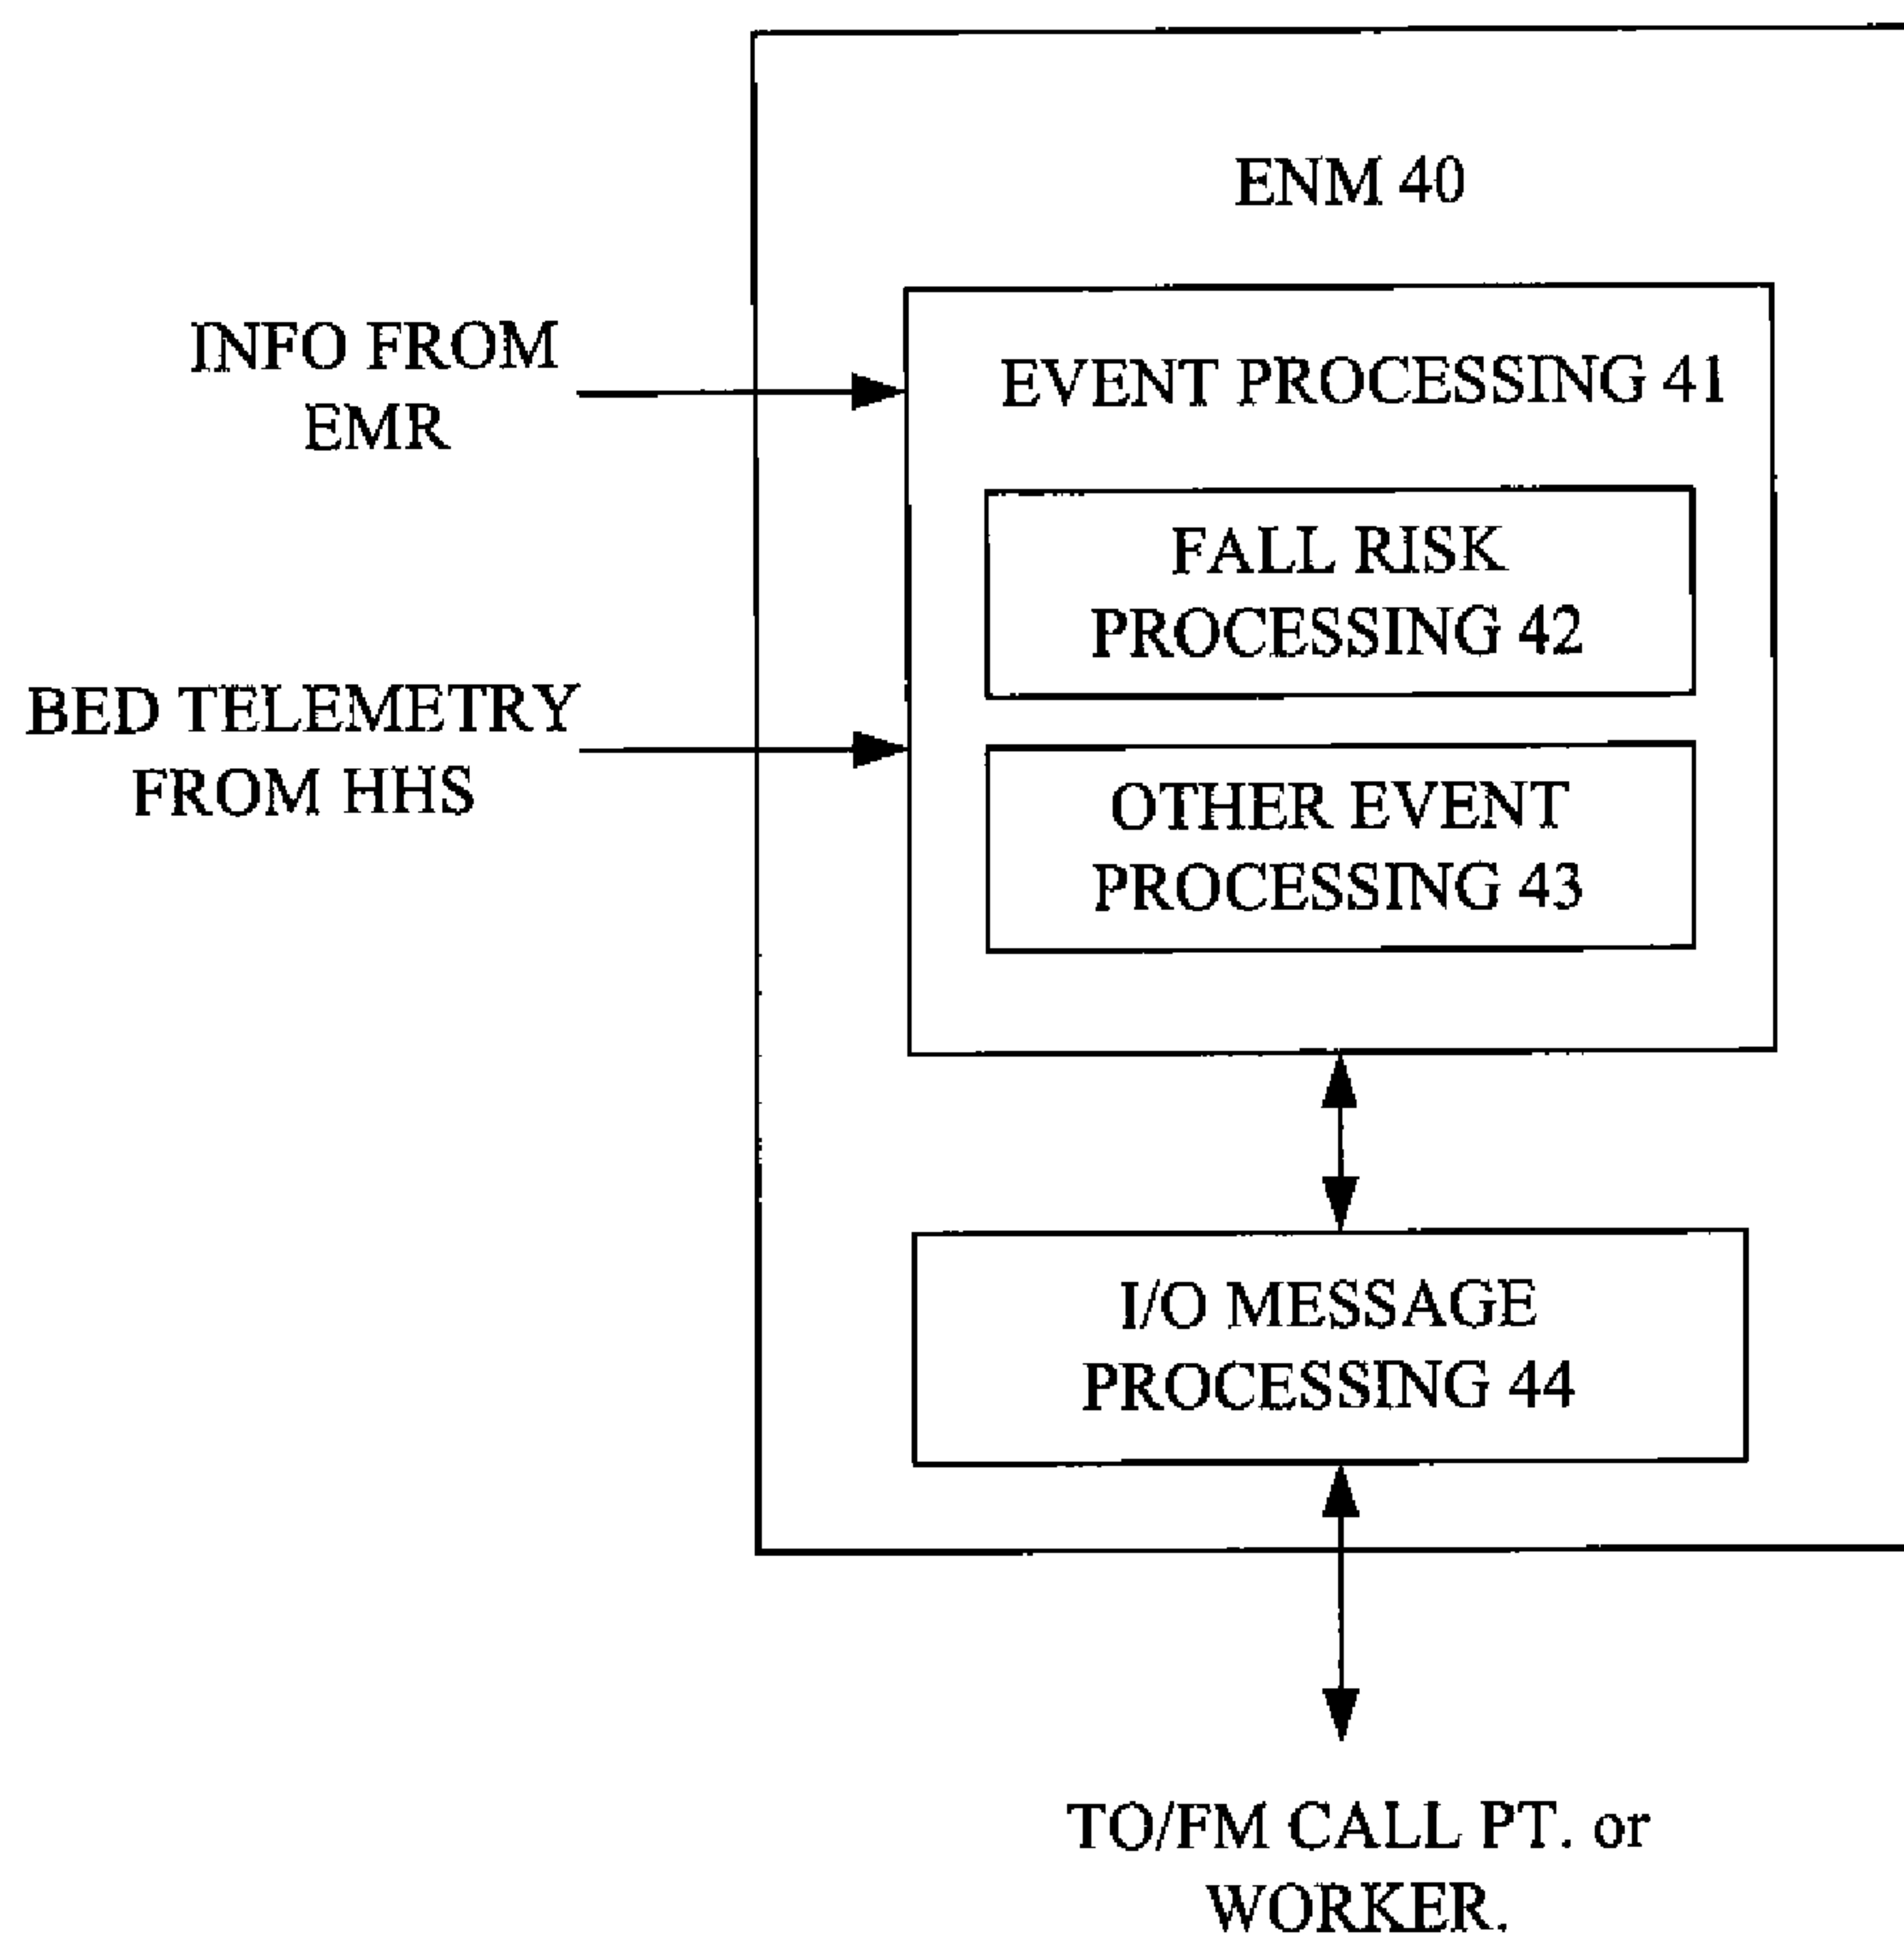 ENM 40
INFO FROM
EMR
EVENT PROCESSING 41
FALL RISK
PROCESSING 42
BED TELEMETRY
FROM HHS
OTHER EVENT
PROCESSING 43
I/O MESSAGE
PROCESSING 44
TO/FM CALL PT. or
WORKER.